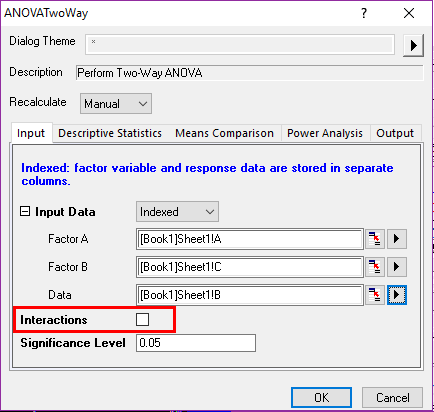 ANOVATwoWay ?
Dialog Theme *
Description Perform Two-Way ANOVA
Recalculate Manual
Input Descriptive Statistics Means Comparison Power Analysis Output
Indexed: factor variable and response data are stored in separate
columns.
Input Data Indexed
Factor A [Book1]Sheet1!A
Factor B [Book1]Sheet1!C
Data [Book1]Sheet1!B
Interactions
Significance Level 0.05
OK Cancel